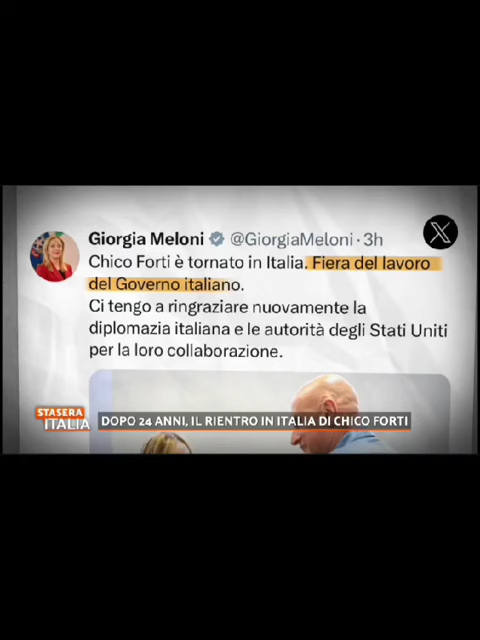 Giorgia Meloni @GiorgiaMeloni · 3h
X
Chico Forti è tornato in Italia. Fiera del lavoro
del Governo italiano.
Ci tengo a ringraziare nuovamente la
diplomazia italiana e le autorità degli Stati Uniti
per la loro collaborazione.
STASERA
ITALIA
DOPO 24 ANNI, IL RIENTRO IN ITALIA DI CHICO FORTI